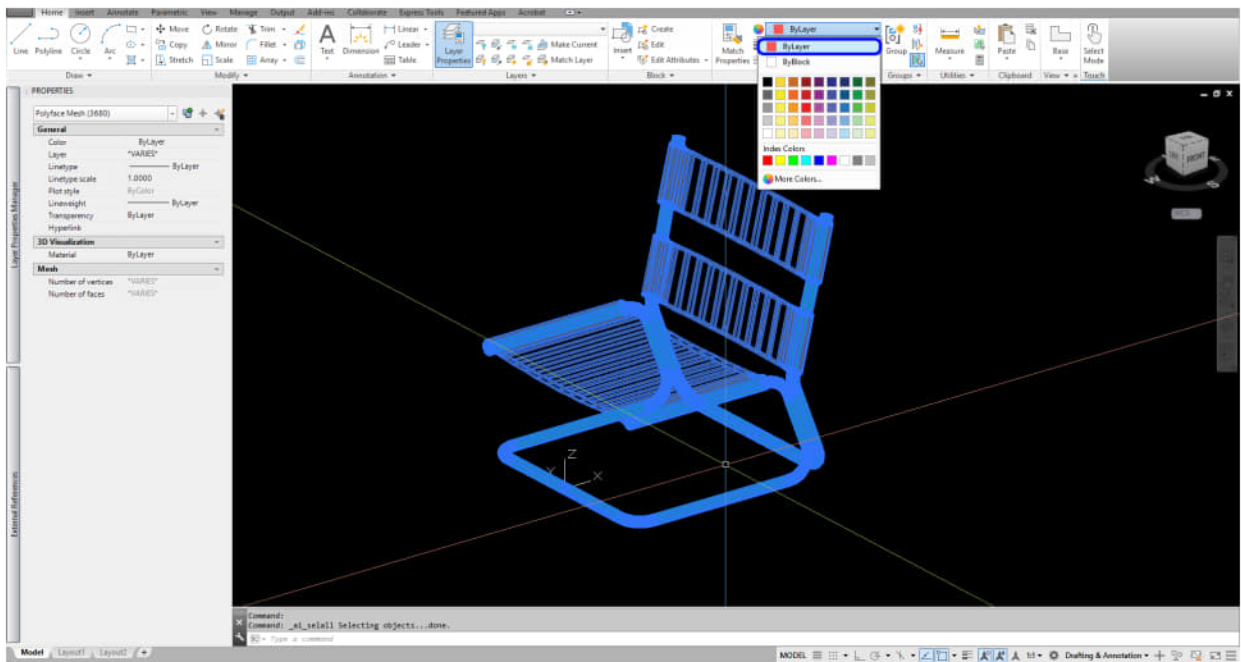 Home Insert Annotate Parametric View Manage Output Add-ins Collaborate Express Tools Featured Apps Acrobat
Move Rotate Trim Linear Create ByLayer
Copy Mirror Fillet Leader Make Current Edit ByLayer
Line Polyline Circle Arc Stretch Scale Array Text Dimension Table Layer Properties Match Layer Insert Edit Attributes Match Properties ByBlock Group Measure Paste Base Select Mode
Draw Modify Annotation Layers Block Groups Utilities Clipboard View Touch
PROPERTIES
Polyface Mesh (3680)
General
Color ByLayer
Layer *VARIES*
Linetype ByLayer
Linetype scale 1.0000
Plot style ByColor
Lineweight ByLayer
Transparency ByLayer
Hyperlink
3D Visualization
Material ByLayer
Mesh
Number of vertices *VARIES*
Number of faces *VARIES*
Index Colors
More Colors...
FRONT
WCS
Layer Properties Manager
External References
Z
Y X
Command:
Command: _ai_selall Selecting objects...done.
Type a command
Model Layout1 Layout2 +
MODEL 1:1 Drafting & Annotation